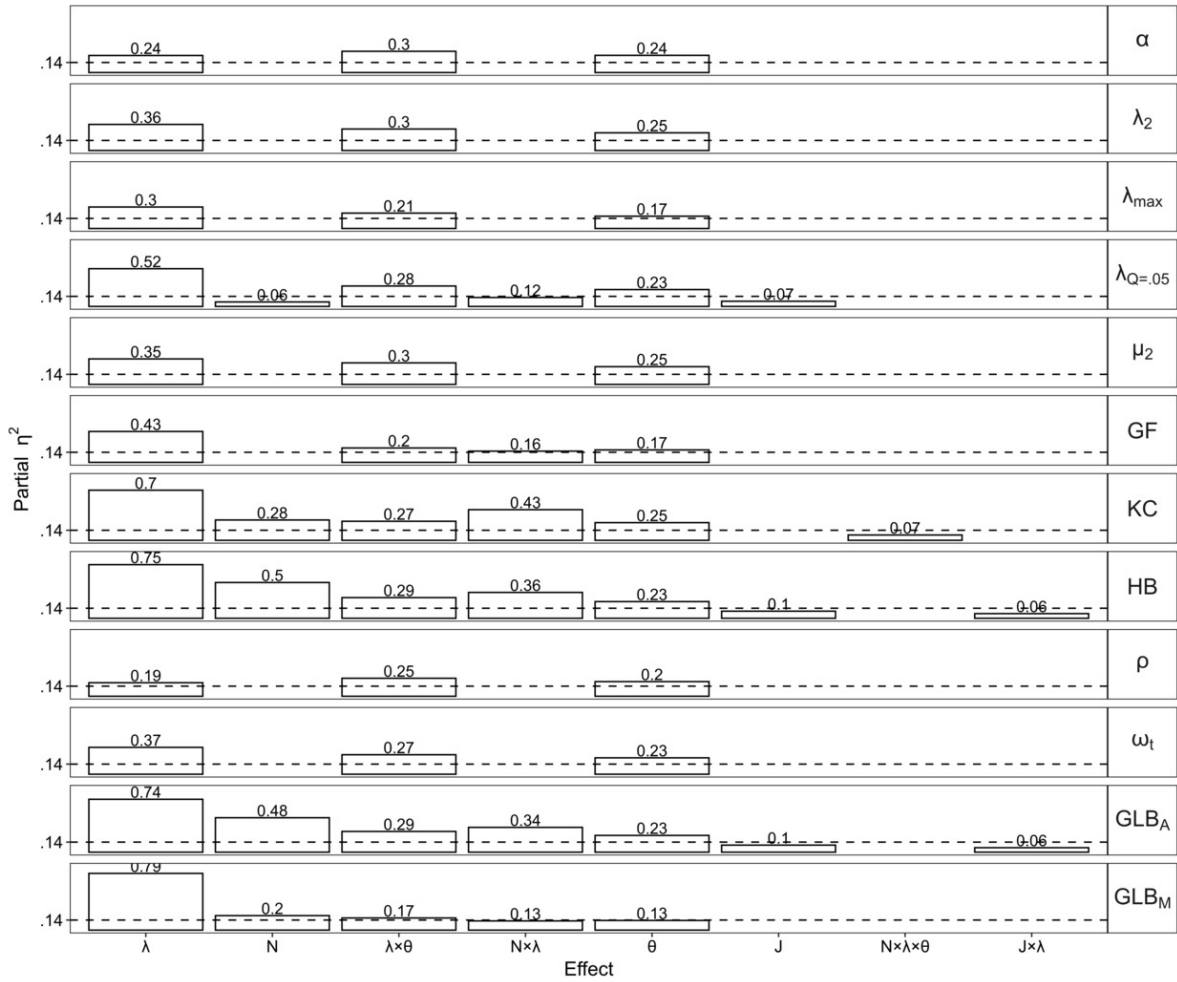 0.24 0.3 0.24
.14
α
0.36 0.3 0.25
.14
λ2
0.3 0.21 0.17
.14
λmax
0.52 0.06 0.28 0.12 0.23 0.07
.14
λQ=.05
0.35 0.3 0.25
.14
μ2
0.43 0.2 0.16 0.17
.14
GF
0.7 0.28 0.27 0.43 0.25 0.07
.14
KC
0.75 0.5 0.29 0.36 0.23 0.1 0.06
.14
HB
0.19 0.25 0.2
.14
ρ
0.37 0.27 0.23
.14
ωt
0.74 0.48 0.29 0.34 0.23 0.1 0.06
.14
GLBA
0.79 0.2 0.17 0.13 0.13
.14
GLBM
Partial η²
λ N λ×θ N×λ θ J N×λ×θ J×λ
Effect